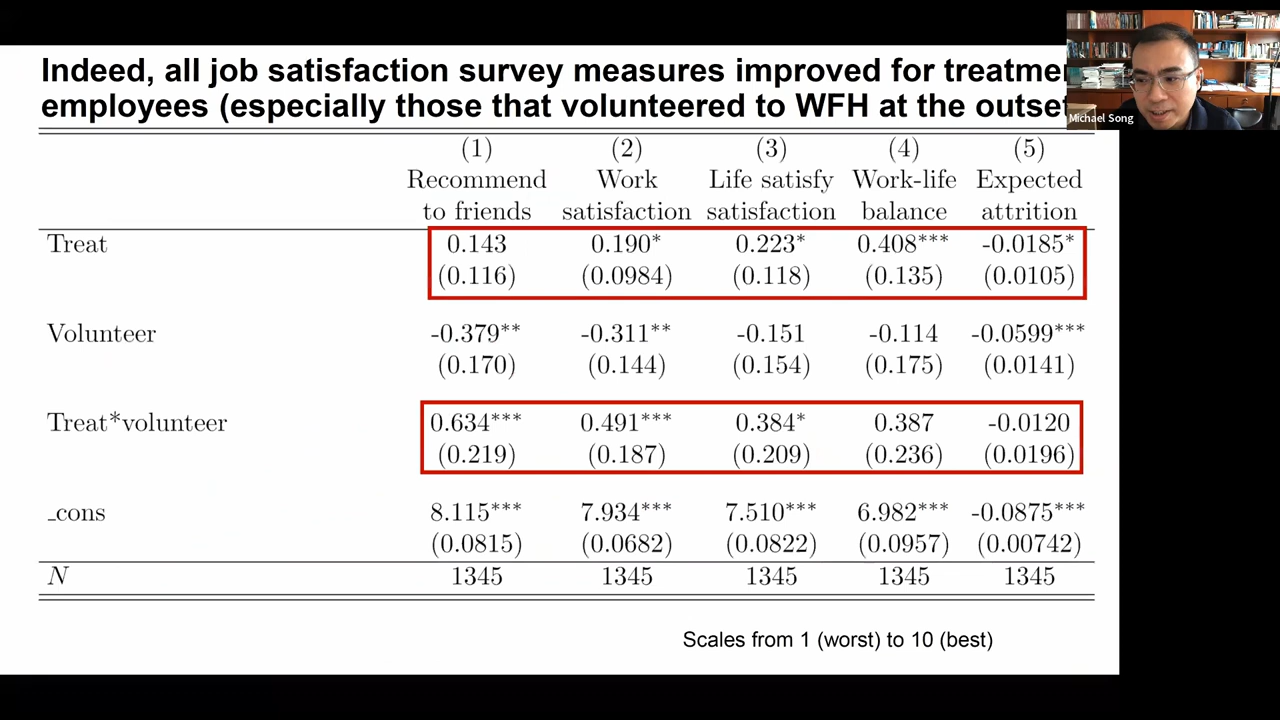 Indeed, all job satisfaction survey measures improved for
employees (especially those that volunteered to WFH at the
Michael Song
(1) (2) (3) (4) (5)
Recommend Work Life satisfy Work-life Expected
to friends satisfaction satisfaction balance attrition
Treat 0.143 0.190* 0.223* 0.408*** -0.0185*
(0.116) (0.0984) (0.118) (0.135) (0.0105)
Volunteer -0.379** -0.311** -0.151 -0.114 -0.0599***
(0.170) (0.144) (0.154) (0.175) (0.0141)
Treat*volunteer 0.634*** 0.491*** 0.384* 0.387 -0.0120
(0.219) (0.187) (0.209) (0.236) (0.0196)
_cons 8.115*** 7.934*** 7.510*** 6.982*** -0.0875***
(0.0815) (0.0682) (0.0822) (0.0957) (0.00742)
N 1345 1345 1345 1345 1345
Scales from 1 (worst) to 10 (best)